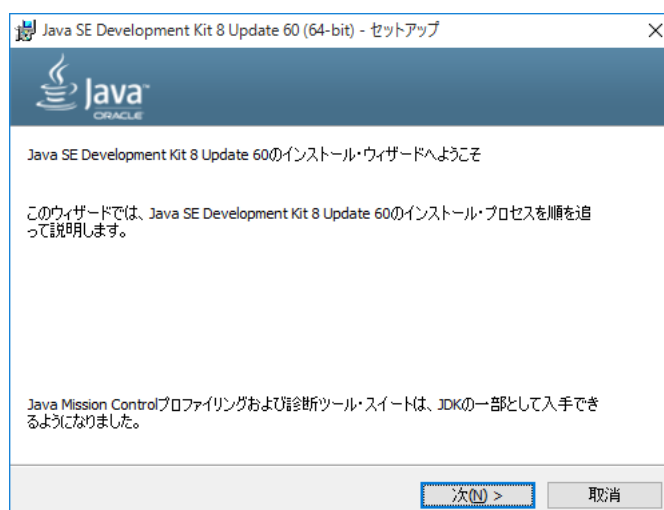 Java SE Development Kit 8 Update 60 (64-bit) - セットアップ
Java™
ORACLE
Java SE Development Kit 8 Update 60のインストール・ウィザードへようこそ
このウィザードでは、Java SE Development Kit 8 Update 60のインストール・プロセスを順を追
って説明します。
Java Mission Controlプロファイリングおよび診断ツール・スイートは、JDKの一部として入手でき
るようになりました。
次(N) >
取消